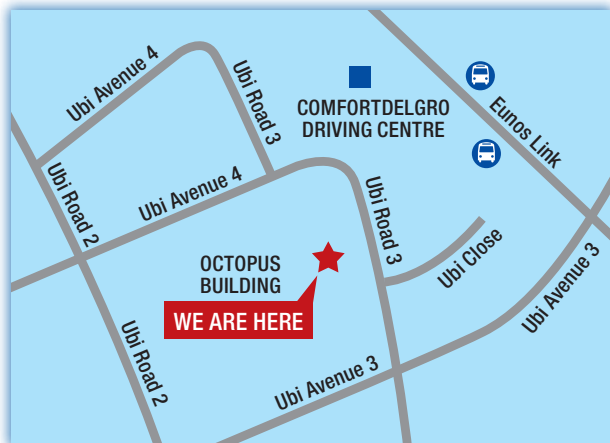 Ubi Avenue 4
Ubi Road 3
COMFORTDELGRO
DRIVING CENTRE
Eunos Link
Ubi Road 2
Ubi Avenue 4
Ubi Road 3
Ubi Close
Ubi Avenue 3
OCTOPUS
BUILDING
WE ARE HERE
Ubi Road 2
Ubi Avenue 3